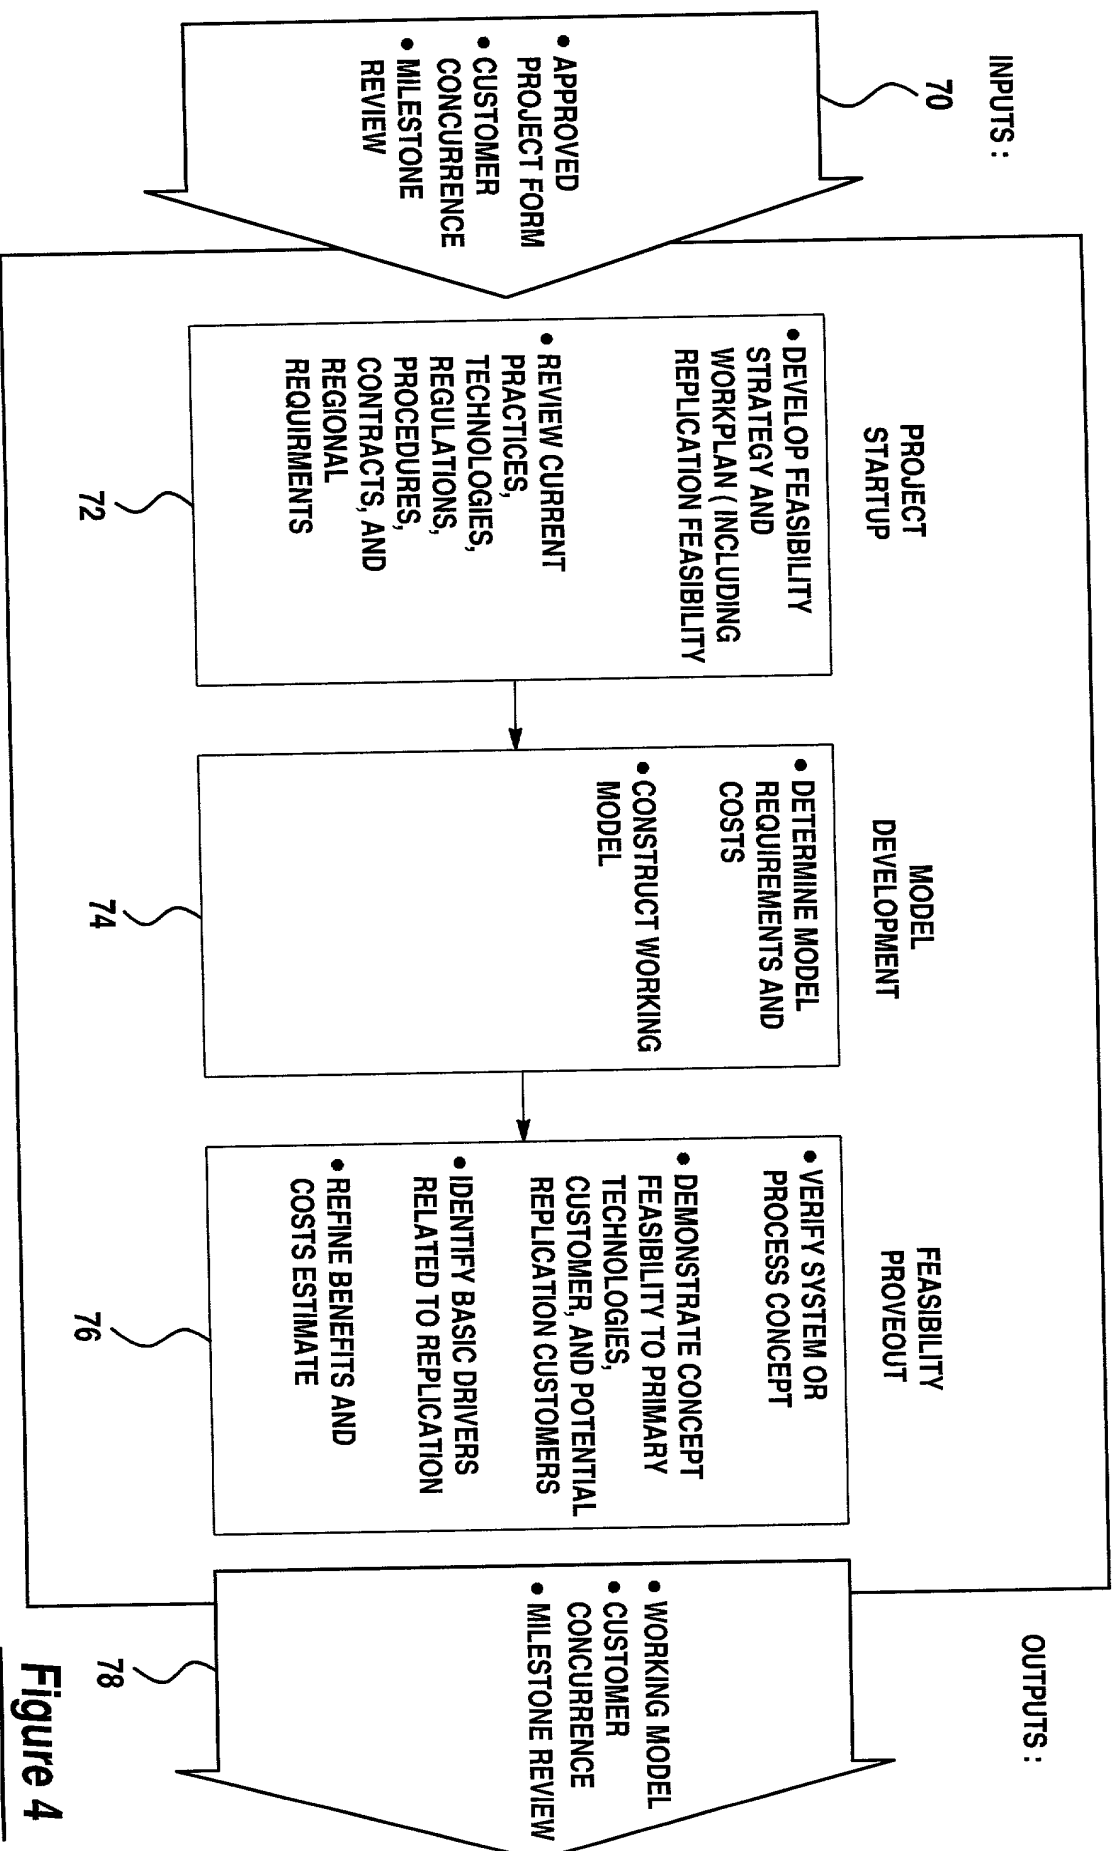 INPUTS :
70
• APPROVED
PROJECT FORM
• CUSTOMER
CONCURRENCE
• MILESTONE
REVIEW
PROJECT
STARTUP
• DEVELOP FEASIBILITY
STRATEGY AND
WORKPLAN ( INCLUDING
REPLICATION FEASIBILITY
• REVIEW CURRENT
PRACTICES,
TECHNOLOGIES,
REGULATIONS,
PROCEDURES,
CONTRACTS, AND
REGIONAL
REQUIRMENTS
72
MODEL
DEVELOPMENT
• DETERMINE MODEL
REQUIREMENTS AND
COSTS
• CONSTRUCT WORKING
MODEL
74
FEASIBILITY
PROVEOUT
• VERIFY SYSTEM OR
PROCESS CONCEPT
• DEMONSTRATE CONCEPT
FEASIBILITY TO PRIMARY
TECHNOLOGIES,
CUSTOMER, AND POTENTIAL
REPLICATION CUSTOMERS
• IDENTIFY BASIC DRIVERS
RELATED TO REPLICATION
• REFINE BENEFITS AND
COSTS ESTIMATE
76
OUTPUTS :
• WORKING MODEL
• CUSTOMER
CONCURRENCE
• MILESTONE REVIEW
78
Figure 4